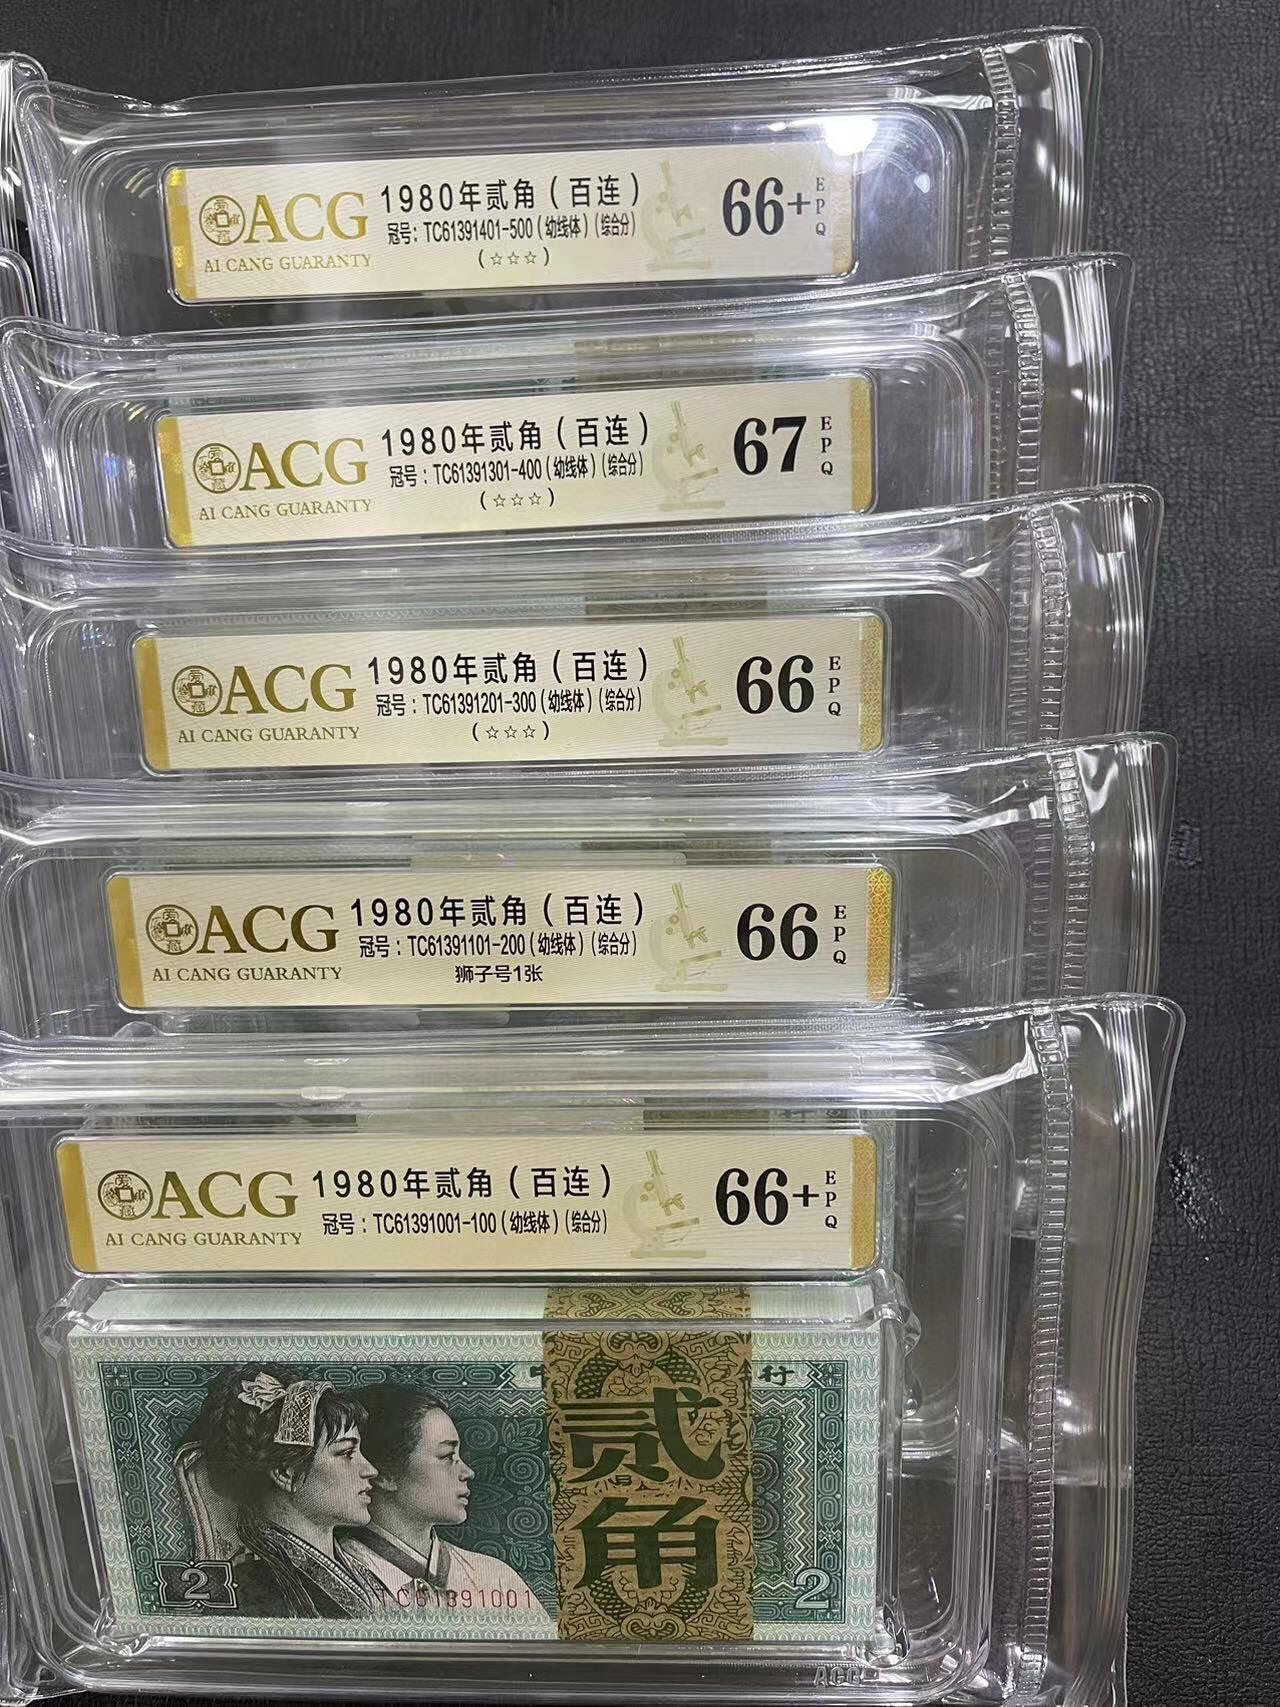 ACG
AI CANG GUARANTY
1980年贰角（百连）
冠号：TC61391401-500（幼线体）（综合分）
（☆☆☆）
66+
EPQ
ACG
AI CANG GUARANTY
1980年贰角（百连）
冠号：TC61391301-400（幼线体）（综合分）
（☆☆☆）
67
EPQ
ACG
AI CANG GUARANTY
1980年贰角（百连）
冠号：TC61391201-300（幼线体）（综合分）
（☆☆☆）
66
EPQ
ACG
AI CANG GUARANTY
1980年贰角（百连）
冠号：TC61391101-200（幼线体）（综合分）
狮子号1张
66
EPQ
ACG
AI CANG GUARANTY
1980年贰角（百连）
冠号：TC61391001-100（幼线体）（综合分）
66+
EPQ
行
贰角
2
TC61391001
2
ACG